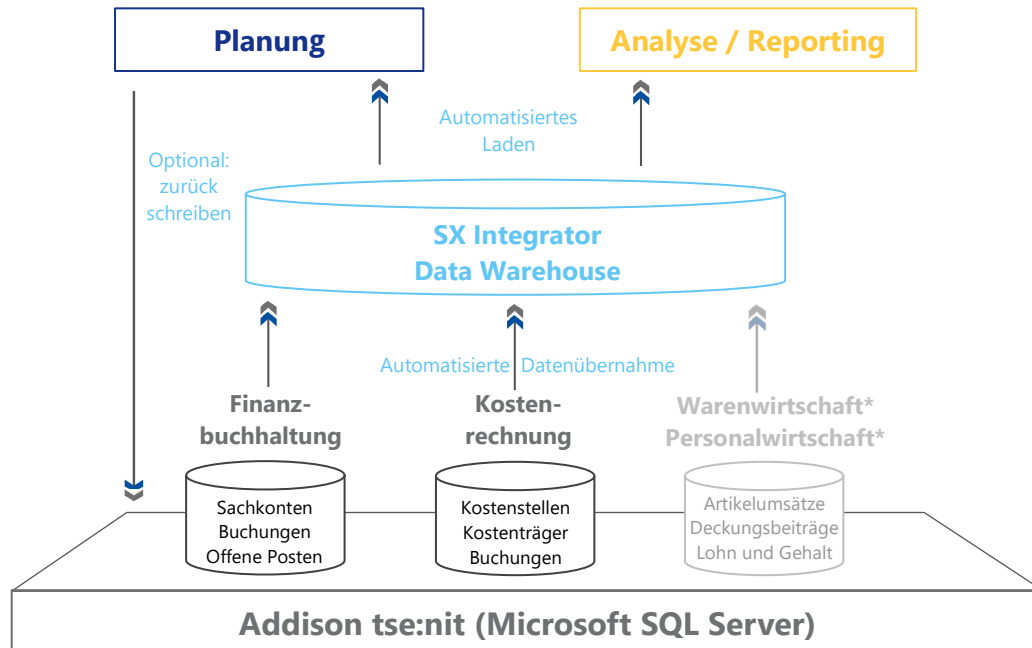 Planung
Analyse / Reporting
Automatisiertes
Laden
Optional:
zurück
schreiben
SX Integrator
Data Warehouse
Automatisierte Datenübernahme
Finanz-
buchhaltung
Kosten-
rechnung
Warenwirtschaft*
Personalwirtschaft*
Sachkonten
Buchungen
Offene Posten
Kostenstellen
Kostenträger
Buchungen
Artikelumsätze
Deckungsbeiträge
Lohn und Gehalt
Addison tse:nit (Microsoft SQL Server)